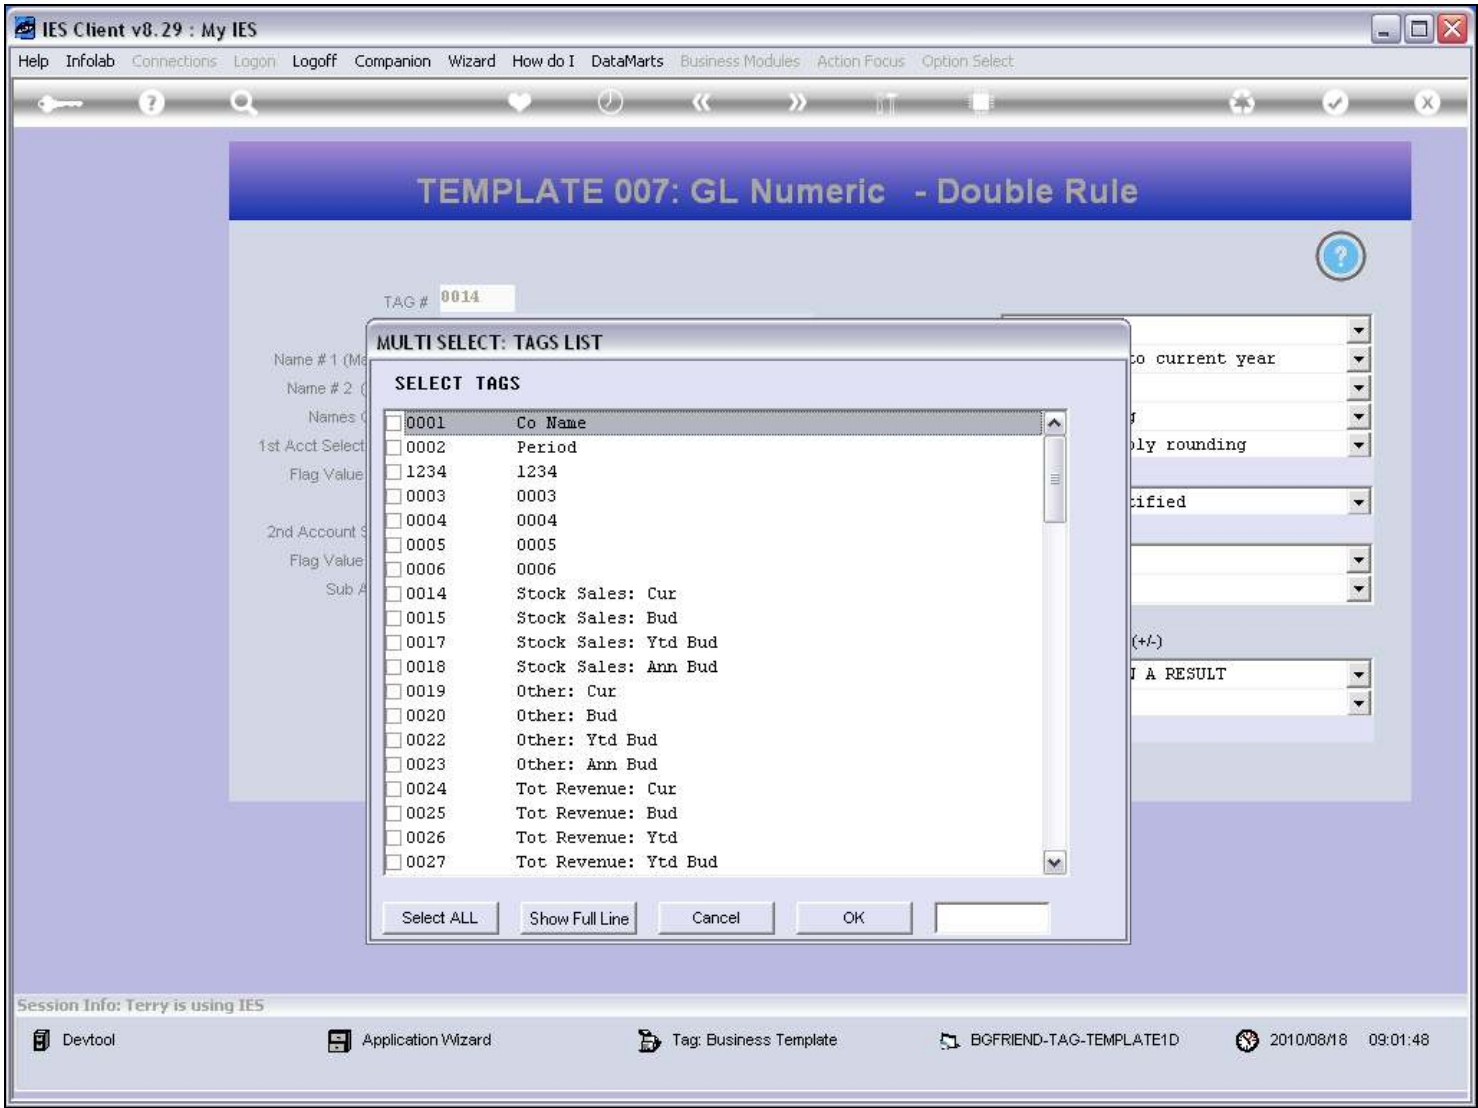 IES Client v8.29 : My IES
Help Infolab Connections Logon Logoff Companion Wizard How do I DataMarts Business Modules Action Focus Option Select
TEMPLATE 007: GL Numeric - Double Rule
TAG # 0014
Name # 1
Name # 2
Names
1st Acct Select
Flag Value
2nd Account
Flag Value
Sub
MULTI SELECT: TAGS LIST
SELECT TAGS
0001 Co Name
0002 Period
1234 1234
0003 0003
0004 0004
0005 0005
0006 0006
0014 Stock Sales: Cur
0015 Stock Sales: Bud
0017 Stock Sales: Ytd Bud
0018 Stock Sales: Ann Bud
0019 Other: Cur
0020 Other: Bud
0022 Other: Ytd Bud
0023 Other: Ann Bud
0024 Tot Revenue: Cur
0025 Tot Revenue: Bud
0026 Tot Revenue: Ytd
0027 Tot Revenue: Ytd Bud
Select ALL Show Full Line Cancel OK
to current year
rounding
(+/-)
A RESULT
Session Info: Terry is using IES
Devtool Application Wizard Tag: Business Template BGFRIEND-TAG-TEMPLATE1D 2010/08/18 09:01:48